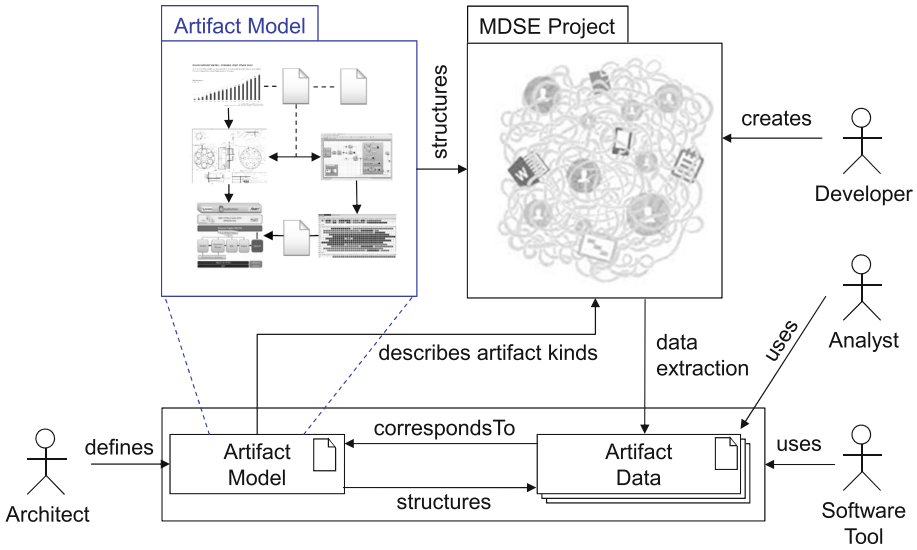 Artifact Model
MDSE Project
structures
creates
Developer
Analyst
uses
describes artifact kinds
data
extraction
defines
Architect
Artifact
Model
correspondsTo
structures
Artifact
Data
uses
Software
Tool
W